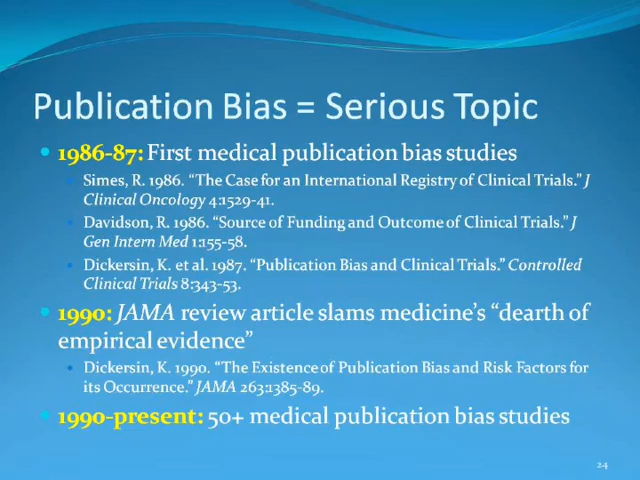 Publication Bias = Serious Topic
1986-87: First medical publication bias studies
Simes, R. 1986. "The Case for an International Registry of Clinical Trials." J
Clinical Oncology 4:1529-41.
Davidson, R. 1986. "Source of Funding and Outcome of Clinical Trials." J
Gen Intern Med 1:155-58.
Dickersin, K. et al. 1987. "Publication Bias and Clinical Trials." Controlled
Clinical Trials 8:343-53.
1990: JAMA review article slams medicine's "dearth of
empirical evidence"
Dickersin, K. 1990. "The Existence of Publication Bias and Risk Factors for
its Occurrence." JAMA 263:1385-89.
1990-present: 50+ medical publication bias studies
24